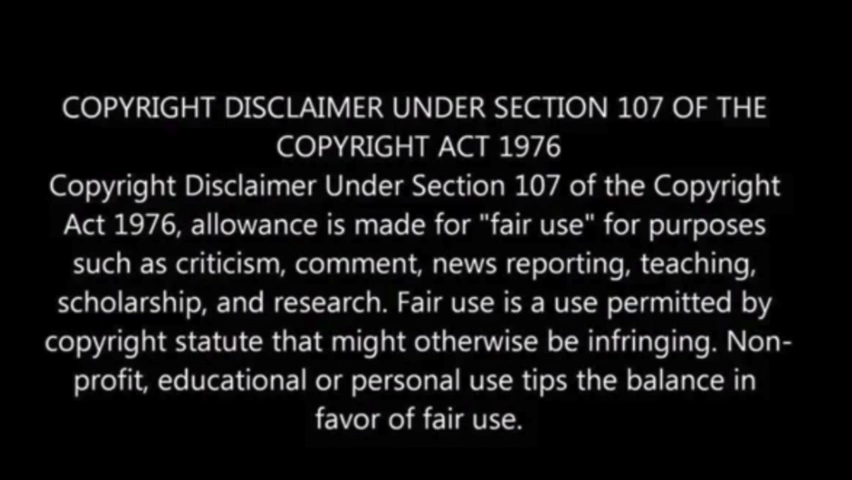 COPYRIGHT DISCLAIMER UNDER SECTION 107 OF THE
COPYRIGHT ACT 1976
Copyright Disclaimer Under Section 107 of the Copyright
Act 1976, allowance is made for "fair use" for purposes
such as criticism, comment, news reporting, teaching,
scholarship, and research. Fair use is a use permitted by
copyright statute that might otherwise be infringing. Non-
profit, educational or personal use tips the balance in
favor of fair use.